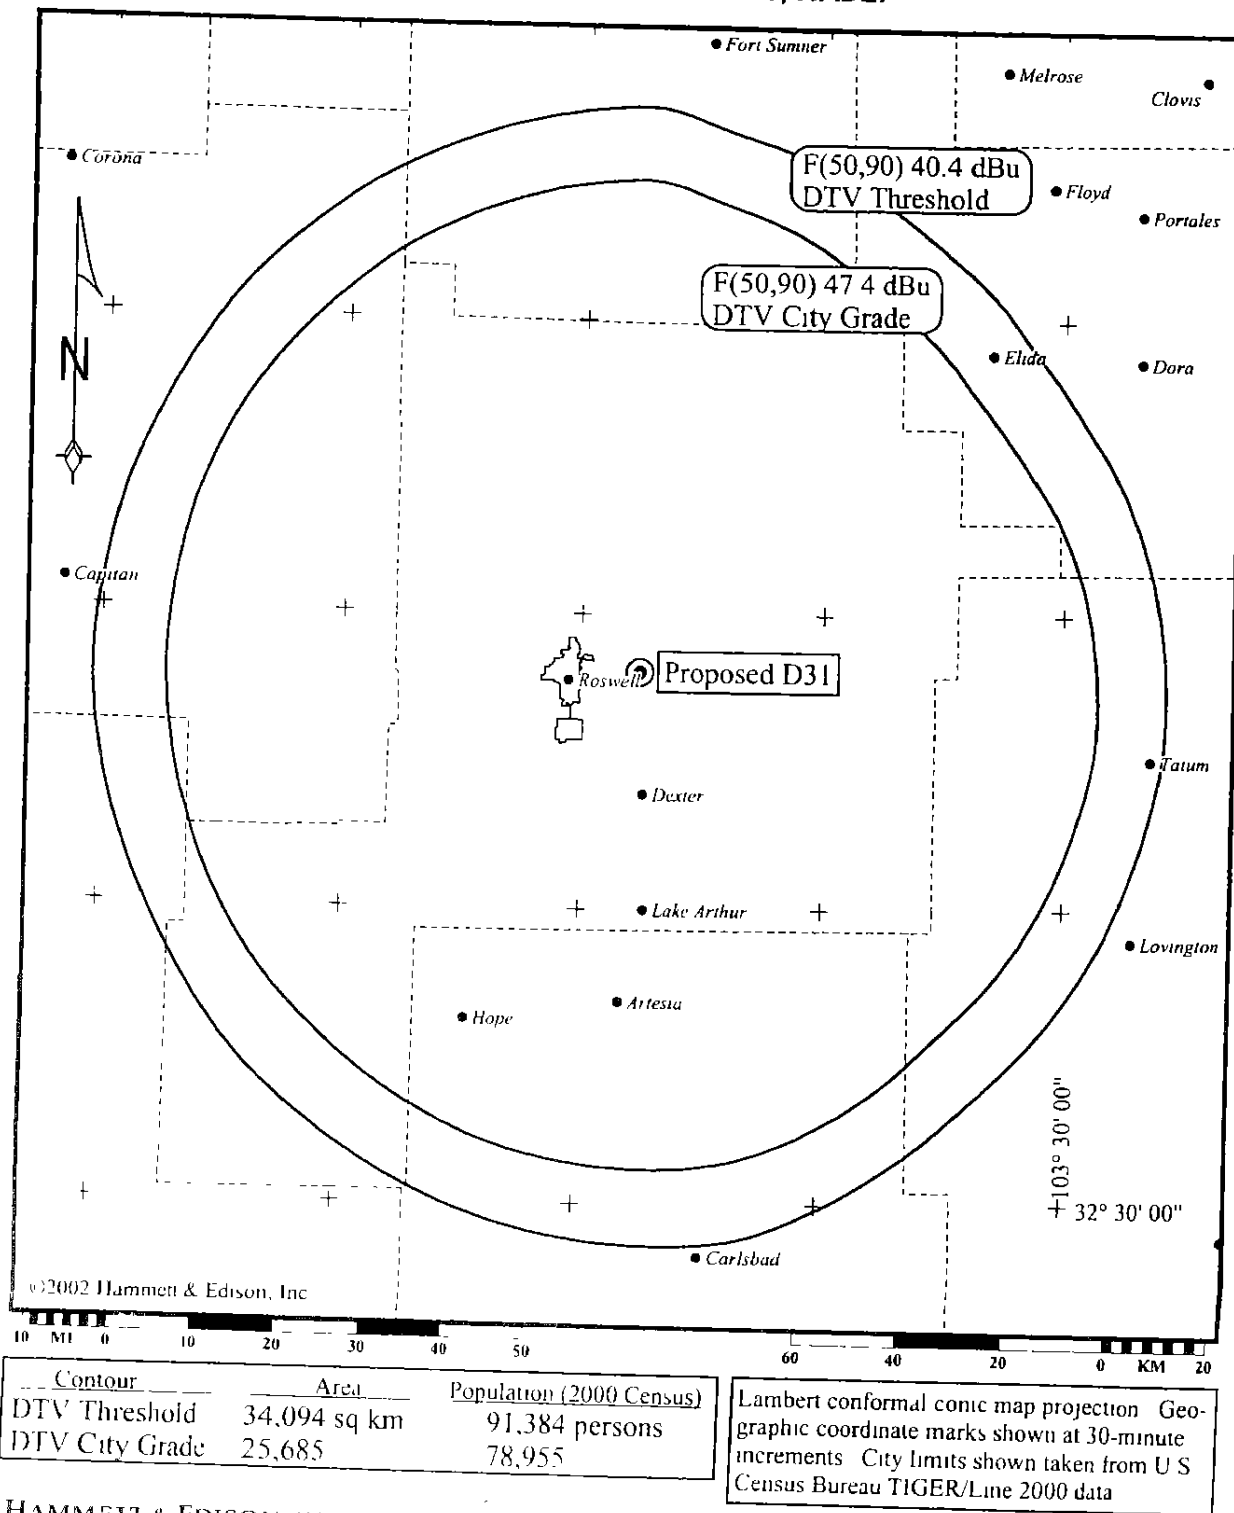 Fort Sumner
Melrose
Clovis
Corona
F(50,90) 40.4 dBu
DTV Threshold
Floyd
Portales
F(50,90) 47 4 dBu
DTV City Grade
N
Elida
Dora
Capitan
Roswell
Proposed D31
Tatum
Dexter
Lake Arthur
Lovington
Artesia
Hope
103° 30' 00"
32° 30' 00"
Carlsbad
©2002 Hammett & Edison, Inc
10 MI 0 10 20 30 40 50
60 40 20 0 KM 20
Contour Area Population (2000 Census)
DTV Threshold 34,094 sq km 91,384 persons
DTV City Grade 25,685 78,955
Lambert conformal conic map projection Geo-
graphic coordinate marks shown at 30-minute
increments City limits shown taken from U S
Census Bureau TIGER/Line 2000 data
HAMMETT & EDISON